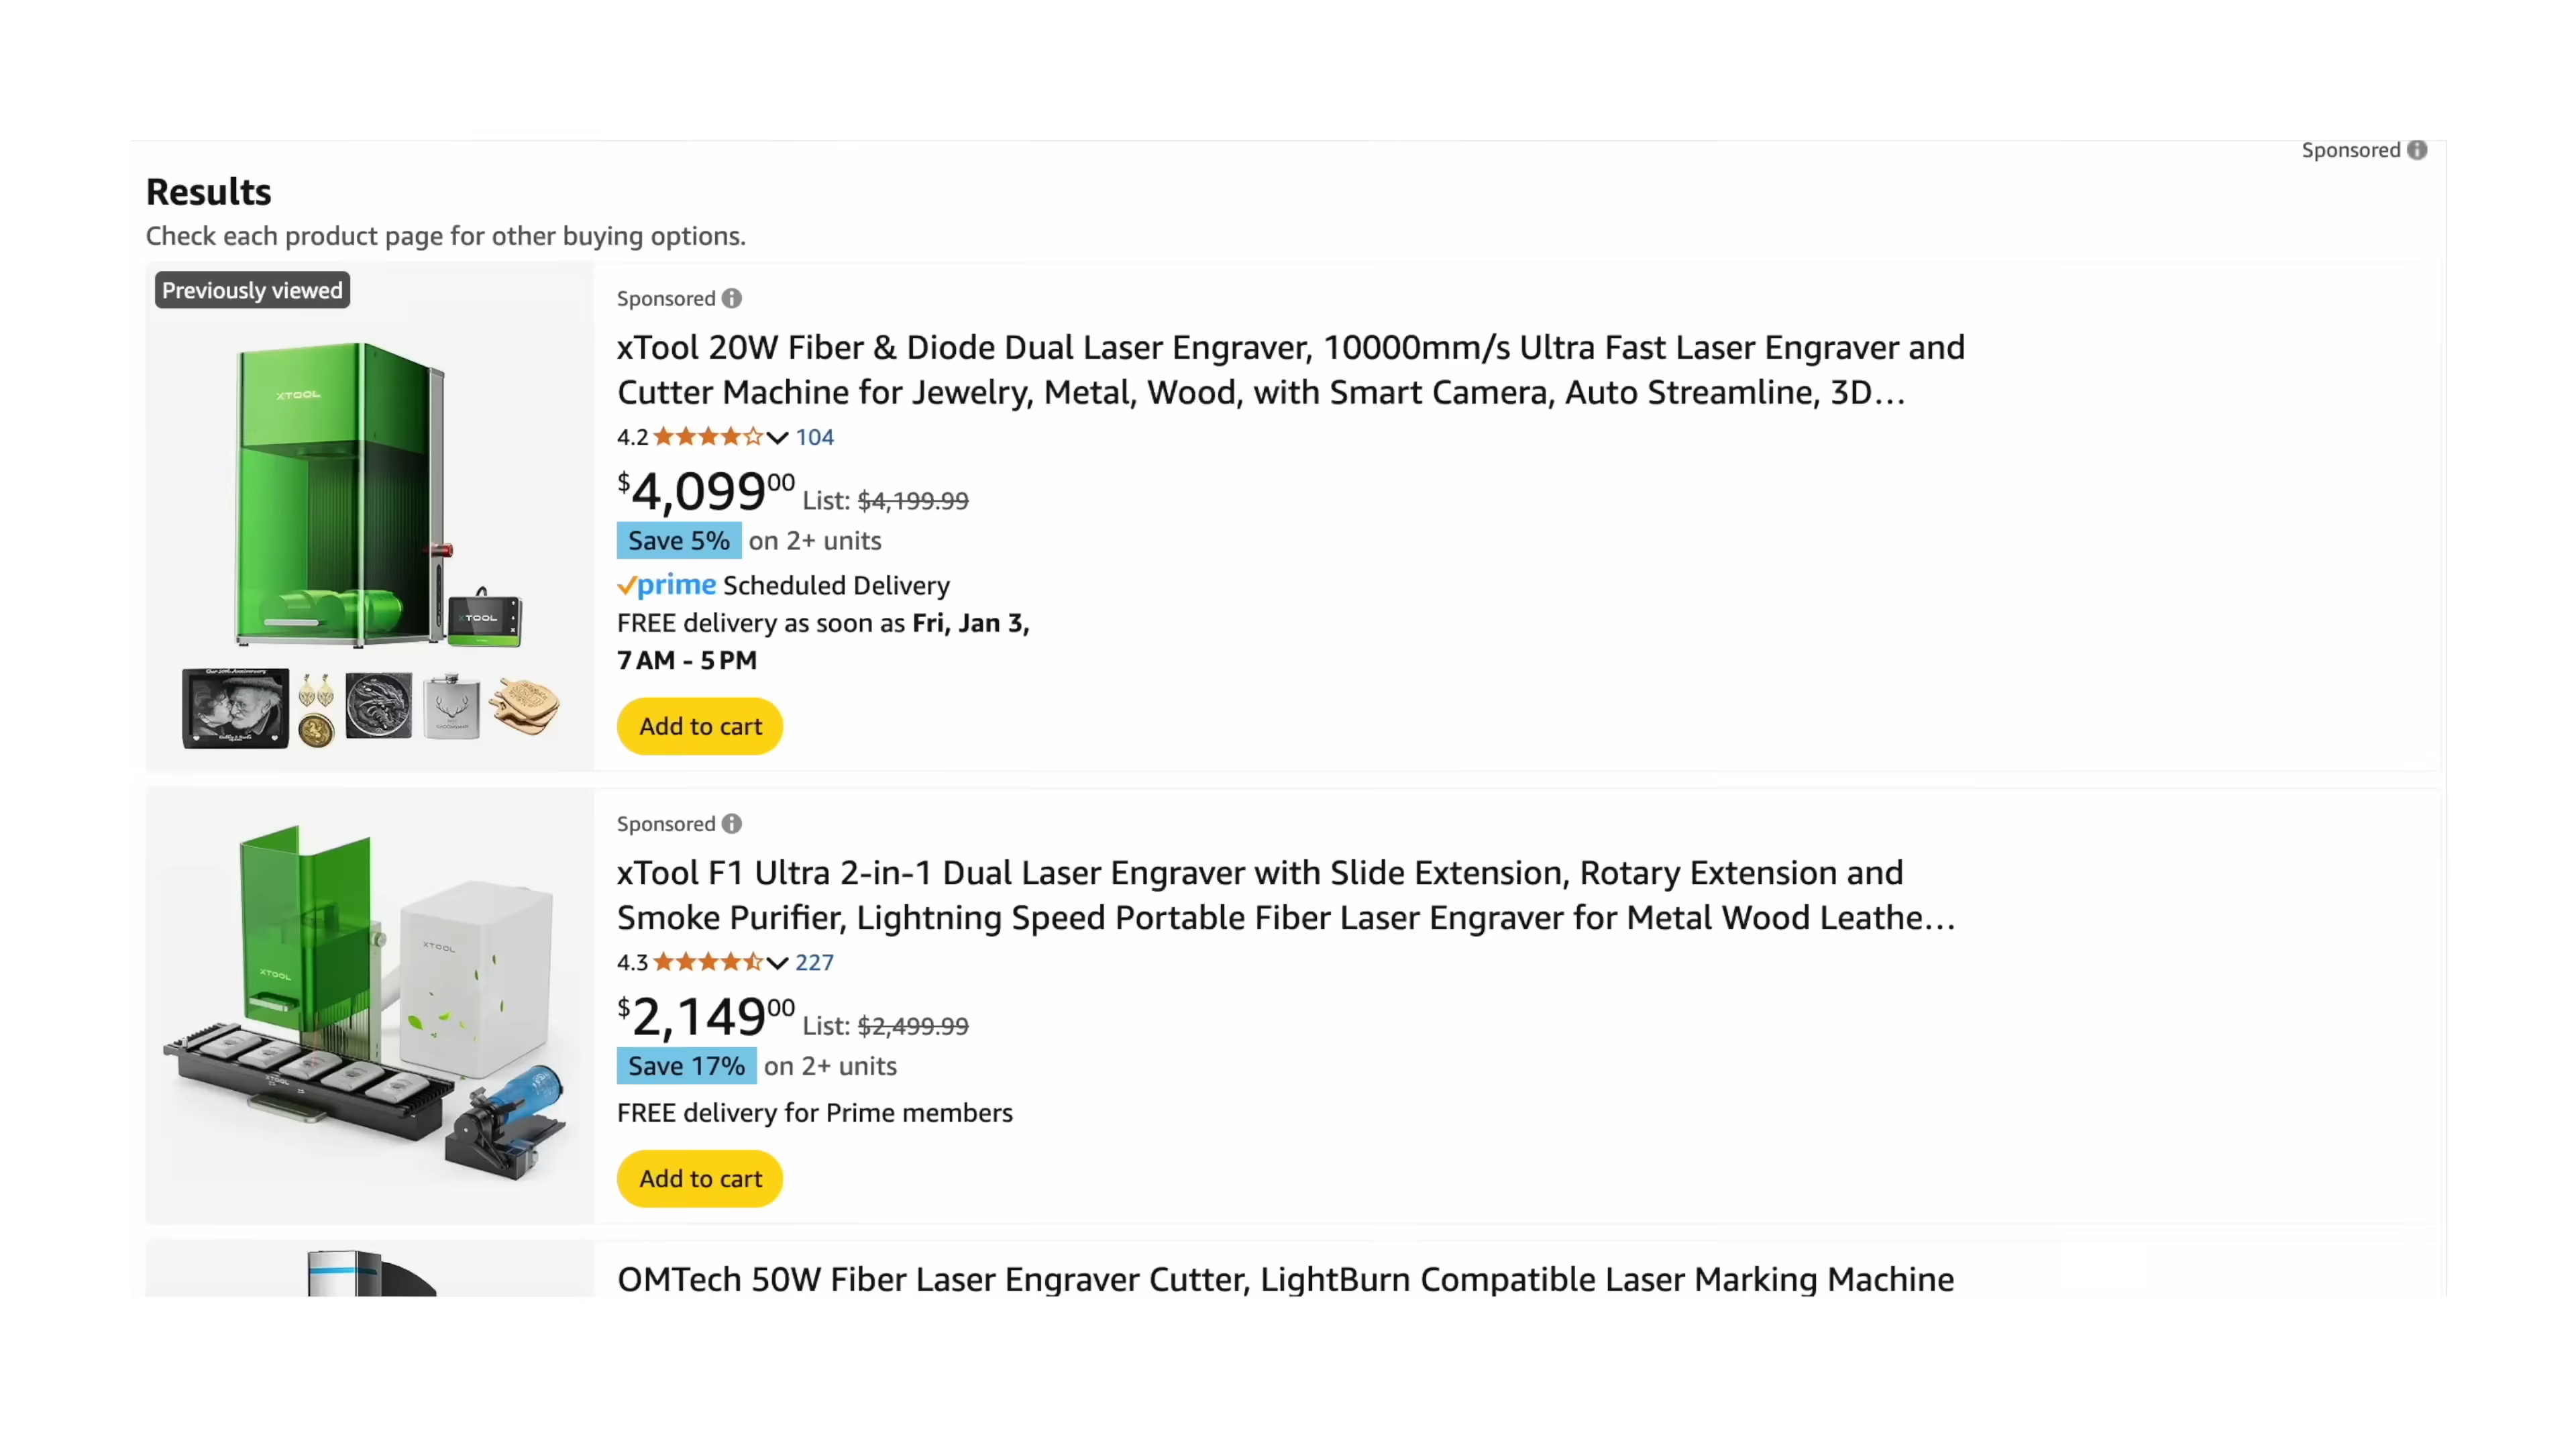 Sponsored
Results
Check each product page for other buying options.
Previously viewed
Sponsored
xTool 20W Fiber & Diode Dual Laser Engraver, 10000mm/s Ultra Fast Laser Engraver and
Cutter Machine for Jewelry, Metal, Wood, with Smart Camera, Auto Streamline, 3D…
4.2 104
$4,09900 List: $4,199.99
Save 5% on 2+ units
prime Scheduled Delivery
FREE delivery as soon as Fri, Jan 3,
7 AM - 5 PM
Add to cart
XTOOL
XTOOL
Sponsored
xTool F1 Ultra 2-in-1 Dual Laser Engraver with Slide Extension, Rotary Extension and
Smoke Purifier, Lightning Speed Portable Fiber Laser Engraver for Metal Wood Leathe…
4.3 227
$2,14900 List: $2,499.99
Save 17% on 2+ units
FREE delivery for Prime members
Add to cart
XTOOL
XTOOL
XTOOL
OMTech 50W Fiber Laser Engraver Cutter, LightBurn Compatible Laser Marking Machine